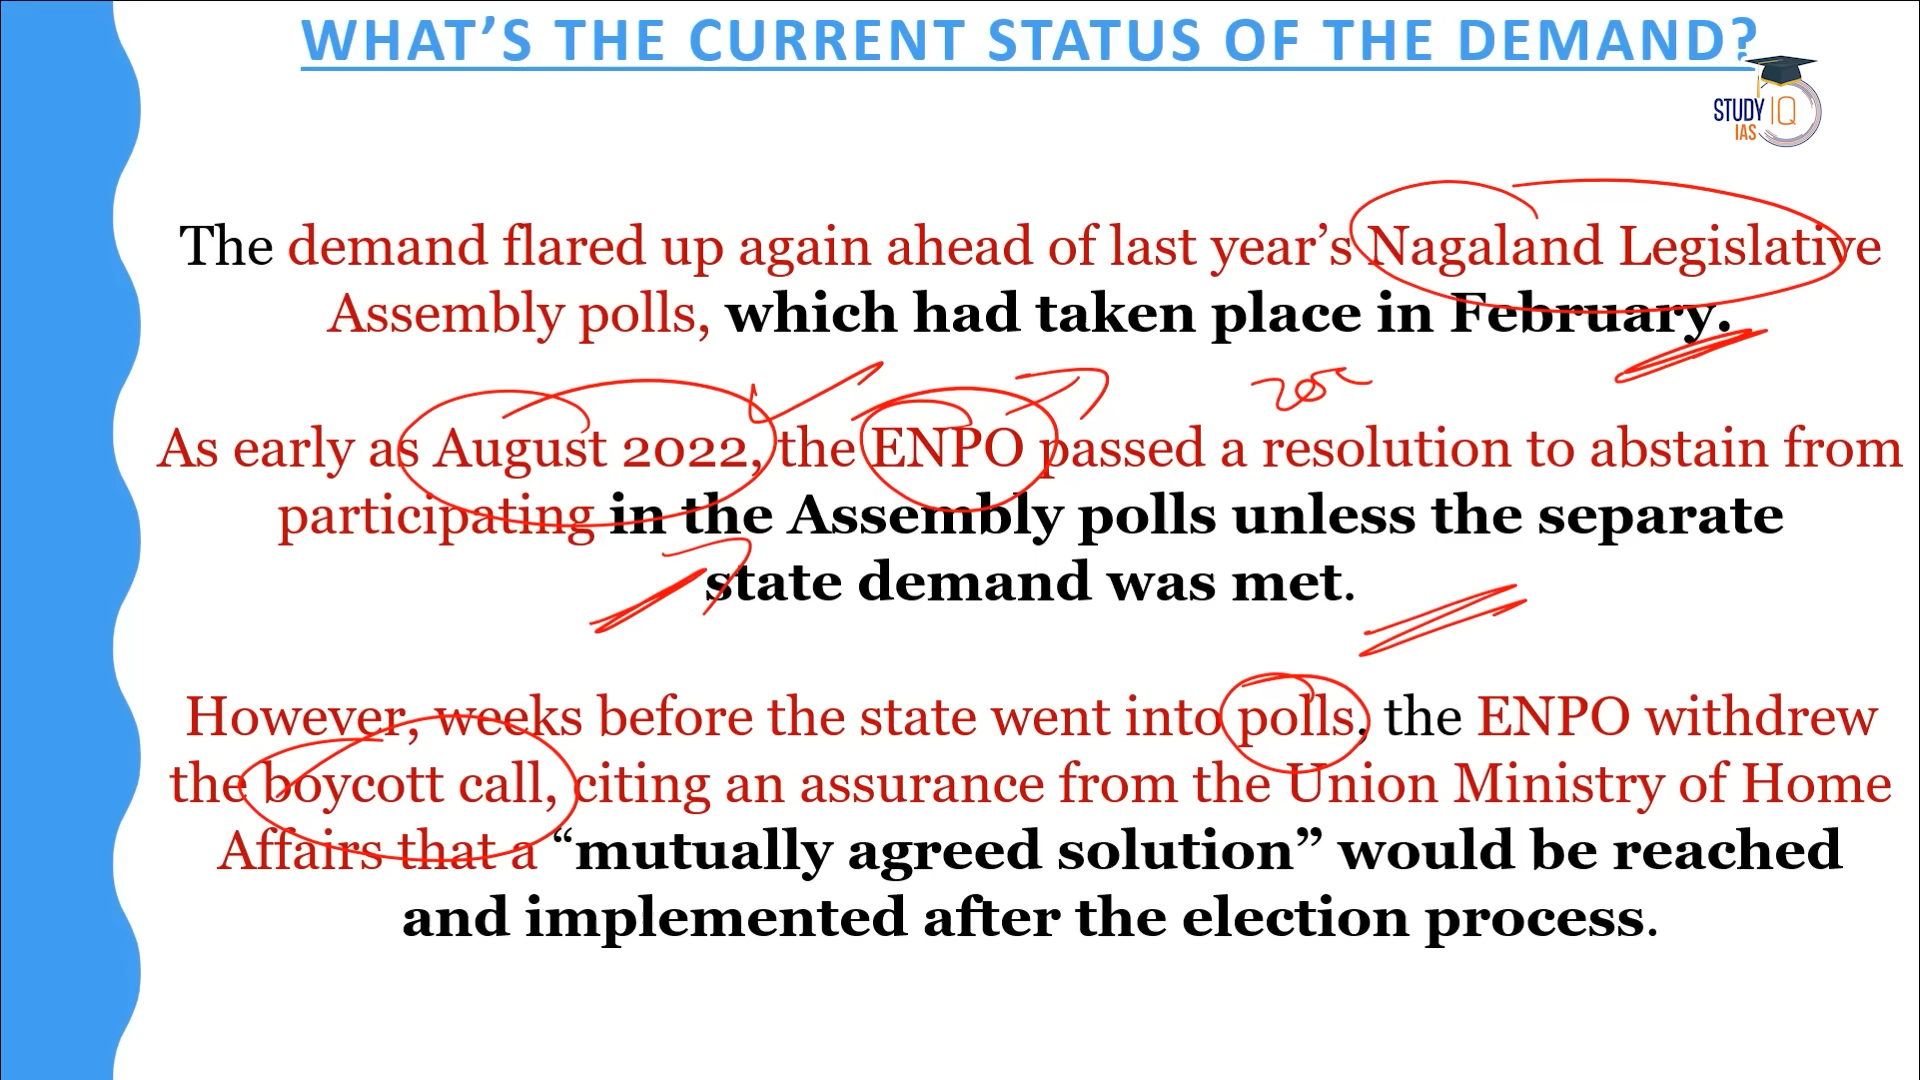 WHAT'S THE CURRENT STATUS OF THE DEMAND?
STUDY IQ
IAS
The demand flared up again ahead of last year's Nagaland Legislative
Assembly polls, which had taken place in February.
As early as August 2022, the ENPO passed a resolution to abstain from
participating in the Assembly polls unless the separate
state demand was met.
However, weeks before the state went into polls, the ENPO withdrew
the boycott call, citing an assurance from the Union Ministry of Home
Affairs that a “mutually agreed solution” would be reached
and implemented after the election process.